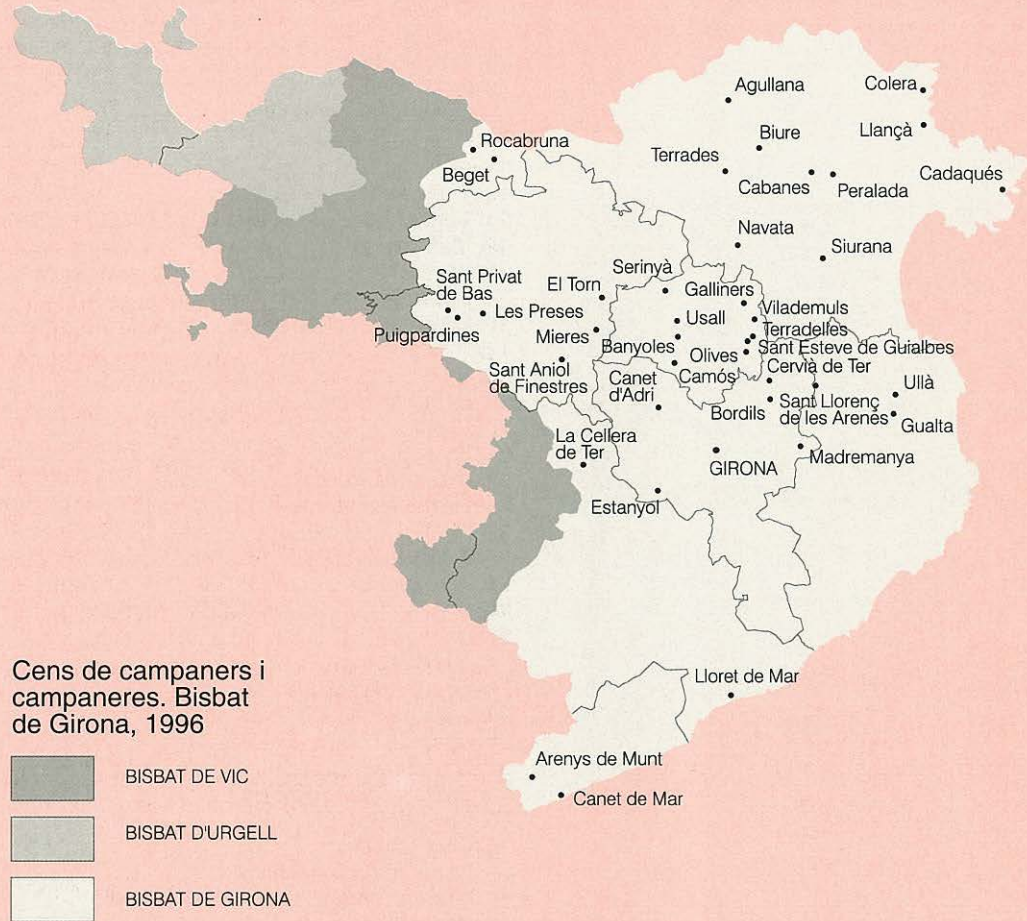 Agullana
Colera
Biure
Llançà
Rocabruna
Terrades
Beget
Cabanes
Peralada
Cadaqués
Navata
Siurana
Serinyà
Sant Privat
de Bas
El Torn
Galliners
Les Preses
Usall
Vilademuls
Puigpardines
Mieres
Banyoles
Terradelles
Olives
Sant Esteve de Guialbes
Sant Aniol
de Finestres
Canet
d'Adri
Camós
Cervià de Ter
Ullà
Bordils
Sant Llorenç
de les Arenes
Gualta
La Cellera
de Ter
GIRONA
Madremanya
Estanyol
Lloret de Mar
Arenys de Munt
Canet de Mar
Cens de campaners i
campaneres. Bisbat
de Girona, 1996
BISBAT DE VIC
BISBAT D'URGELL
BISBAT DE GIRONA